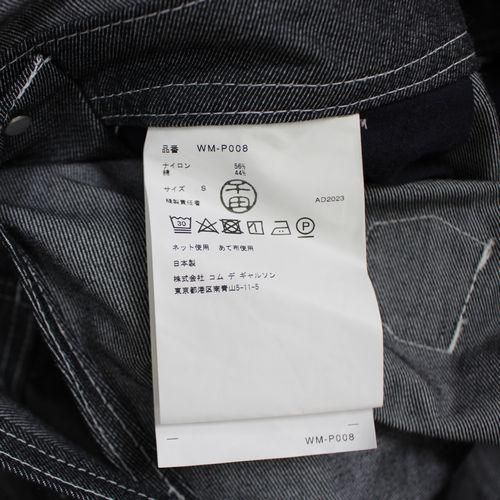 品番 WM-P008
ナイロン 56%
綿 44%
サイズ S
縫製責任者 千田 AD2023
30
P
ネット使用 あて布使用
日本製
株式会社 コム デ ギャルソン
東京都港区南青山5-11-5
WM-P008